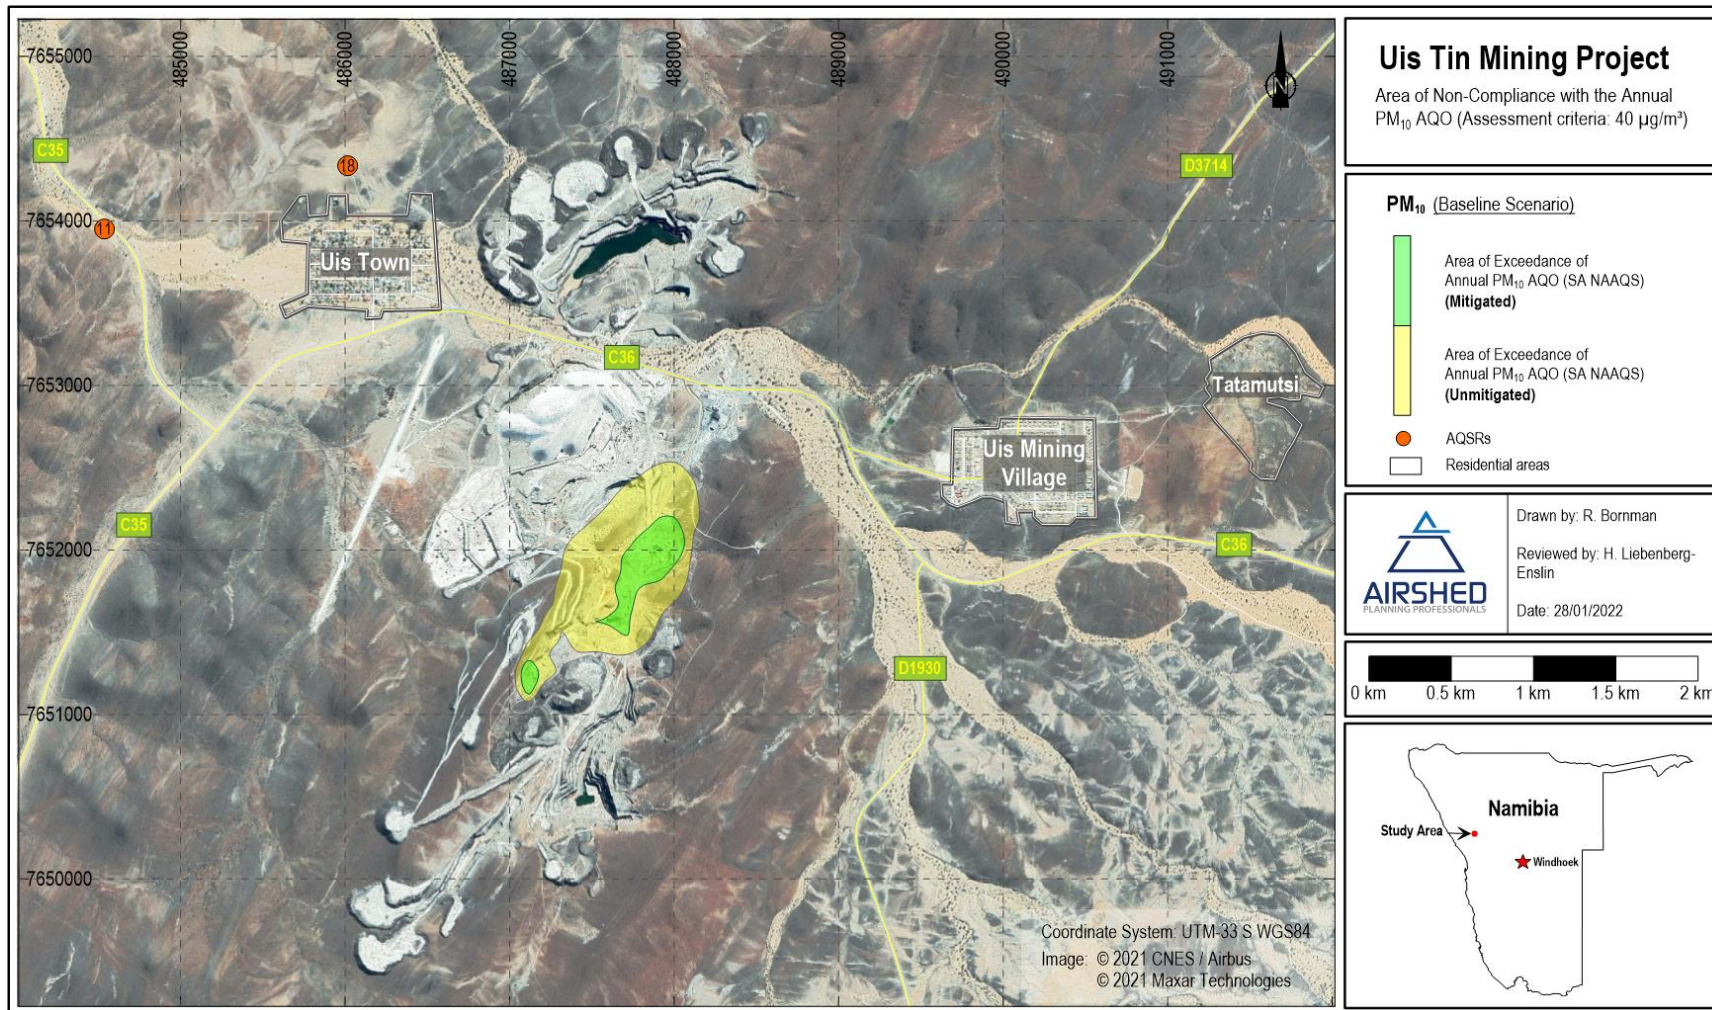 Uis Tin Mining Project
Area of Non-Compliance with the Annual
PM₁₀ AQO (Assessment criteria: 40 µg/m³)
PM₁₀ (Baseline Scenario)
Area of Exceedance of
Annual PM₁₀ AQO (SA NAAQS)
(Mitigated)
Area of Exceedance of
Annual PM₁₀ AQO (SA NAAQS)
(Unmitigated)
AQSRs
Residential areas
AIRSHED
PLANNING PROFESSIONALS
Drawn by: R. Bornman
Reviewed by: H. Liebenberg-
Enslin
Date: 28/01/2022
0 km 0.5 km 1 km 1.5 km 2 km
Namibia
Study Area
Windhoek
485000 486000 487000 488000 489000 490000 491000
7655000
N
C35
18
D3714
7654000
11
Uis Town
C36
7653000
Tatamutsi
Uis Mining
Village
C35
7652000
C36
D1930
7651000
7650000
Coordinate System: UTM-33 S WGS84
Image: © 2021 CNES / Airbus
© 2021 Maxar Technologies